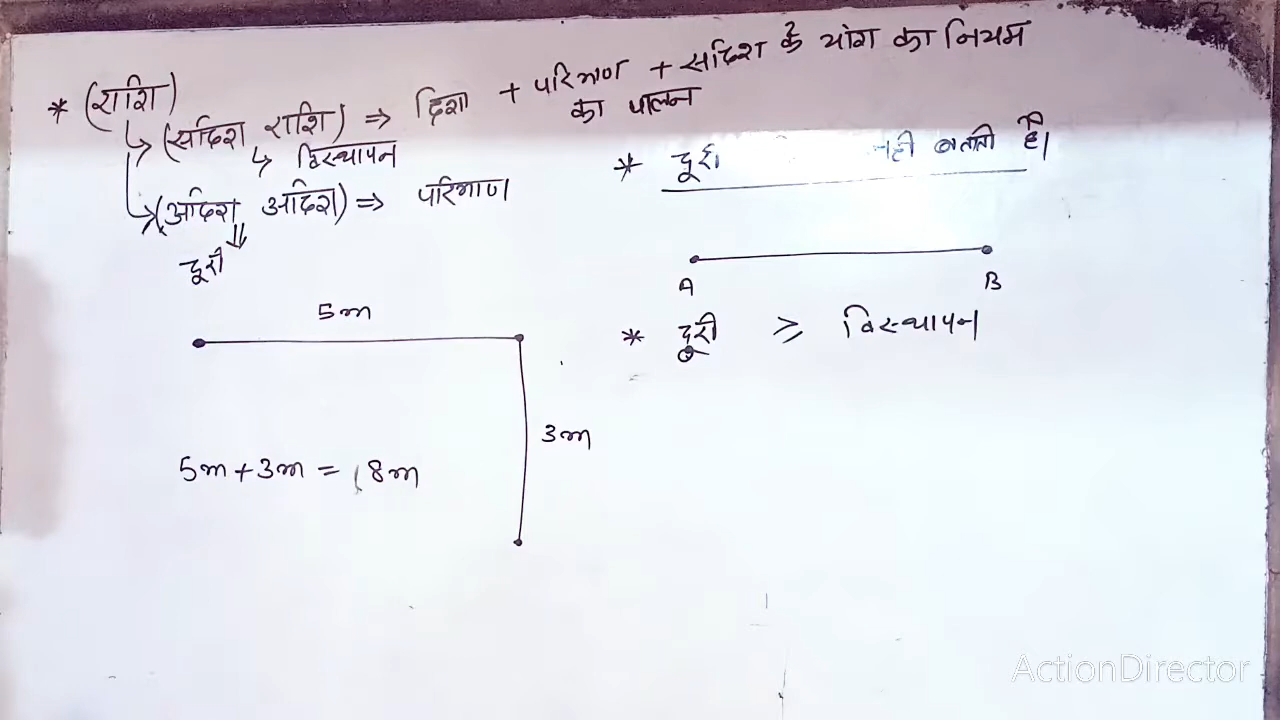 * (राशि)
(सदिश राशि) ⇒ दिशा + परिमाण + सदिश के योग का नियम
का पालन
↳ विस्थापन
(अदिश अदिश) ⇒ परिमाण
⇓
दूरी
5m
3m
5m + 3m = 8m
* दूरी नही बताती है।
A B
* दूरी ≥ विस्थापन
ActionDirector